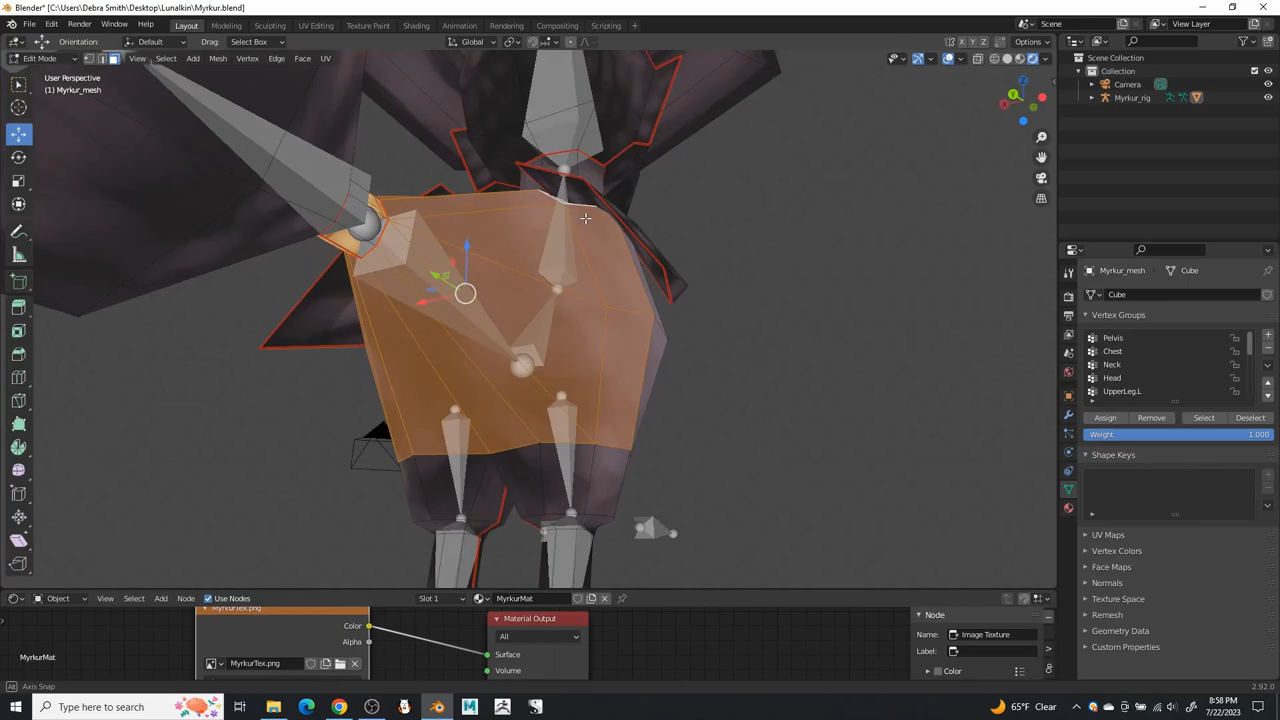 Blender* [C:\Users\Debra Smith\Desktop\Lunalkin\Myrkur.blend]
File Edit Render Window Help Layout Modeling Sculpting UV Editing Texture Paint Shading Animation Rendering Compositing Scripting Scene View Layer
Orientation: Default Drag: Select Box Global X Y Z Options
Edit Mode View Select Add Mesh Vertex Edge Face UV
User Perspective
(1) Myrkur_mesh
Scene Collection
Collection
Camera
Myrkur_rig
Myrkur_mesh Cube
Cube
Vertex Groups
Pelvis
Chest
Neck
Head
UpperLeg.L
Assign Remove Select Deselect
Weight 1.000
Shape Keys
UV Maps
Vertex Colors
Face Maps
Normals
Texture Space
Remesh
Geometry Data
Custom Properties
Object View Select Add Node Use Nodes Slot 1 MyrkurMat
MyrkurTex.png
Color
Alpha
MyrkurTex.png
Material Output
All
Surface
Volume
Node
Name: Image Texture
Label:
Color
MyrkurMat
Axis Snap
2.92.0
Type here to search
65°F Clear
8:58 PM
7/22/2023